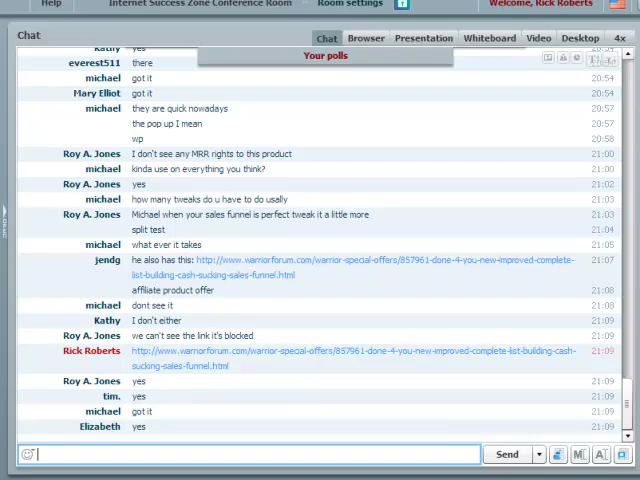 Help Internet Success Zone Conference Room Room settings Welcome, Rick Roberts
Chat
Chat Browser Presentation Whiteboard Video Desktop 4x
Your polls
Kathy yes 20:54
everest511 there
michael got it 20:54
Mary Elliot got it 20:54
michael they are quick nowadays 20:57
the pop up I mean 20:57
wp 20:58
Roy A. Jones I don't see any MRR rights to this product 21:00
michael kinda use on everything you think? 21:00
Roy A. Jones yes 21:02
michael how many tweaks do u have to do usally 21:03
Roy A. Jones Michael when your sales funnel is perfect tweak it a little more 21:03
split test 21:04
michael what ever it takes 21:05
jendg he also has this: http://www.warriorforum.com/warrior-special-offers/857961-done-4-you-new-improved-complete- 21:07
list-building-cash-sucking-sales-funnel.html
affiliate product offer 21:08
michael dont see it 21:08
Kathy I don't either 21:09
Roy A. Jones we can't see the link it's blocked 21:09
Rick Roberts http://www.warriorforum.com/warrior-special-offers/857961-done-4-you-new-improved-complete-list-building-cash- 21:09
sucking-sales-funnel.html
Roy A. Jones yes 21:09
tim. yes 21:09
michael got it 21:09
Elizabeth yes 21:09
Send